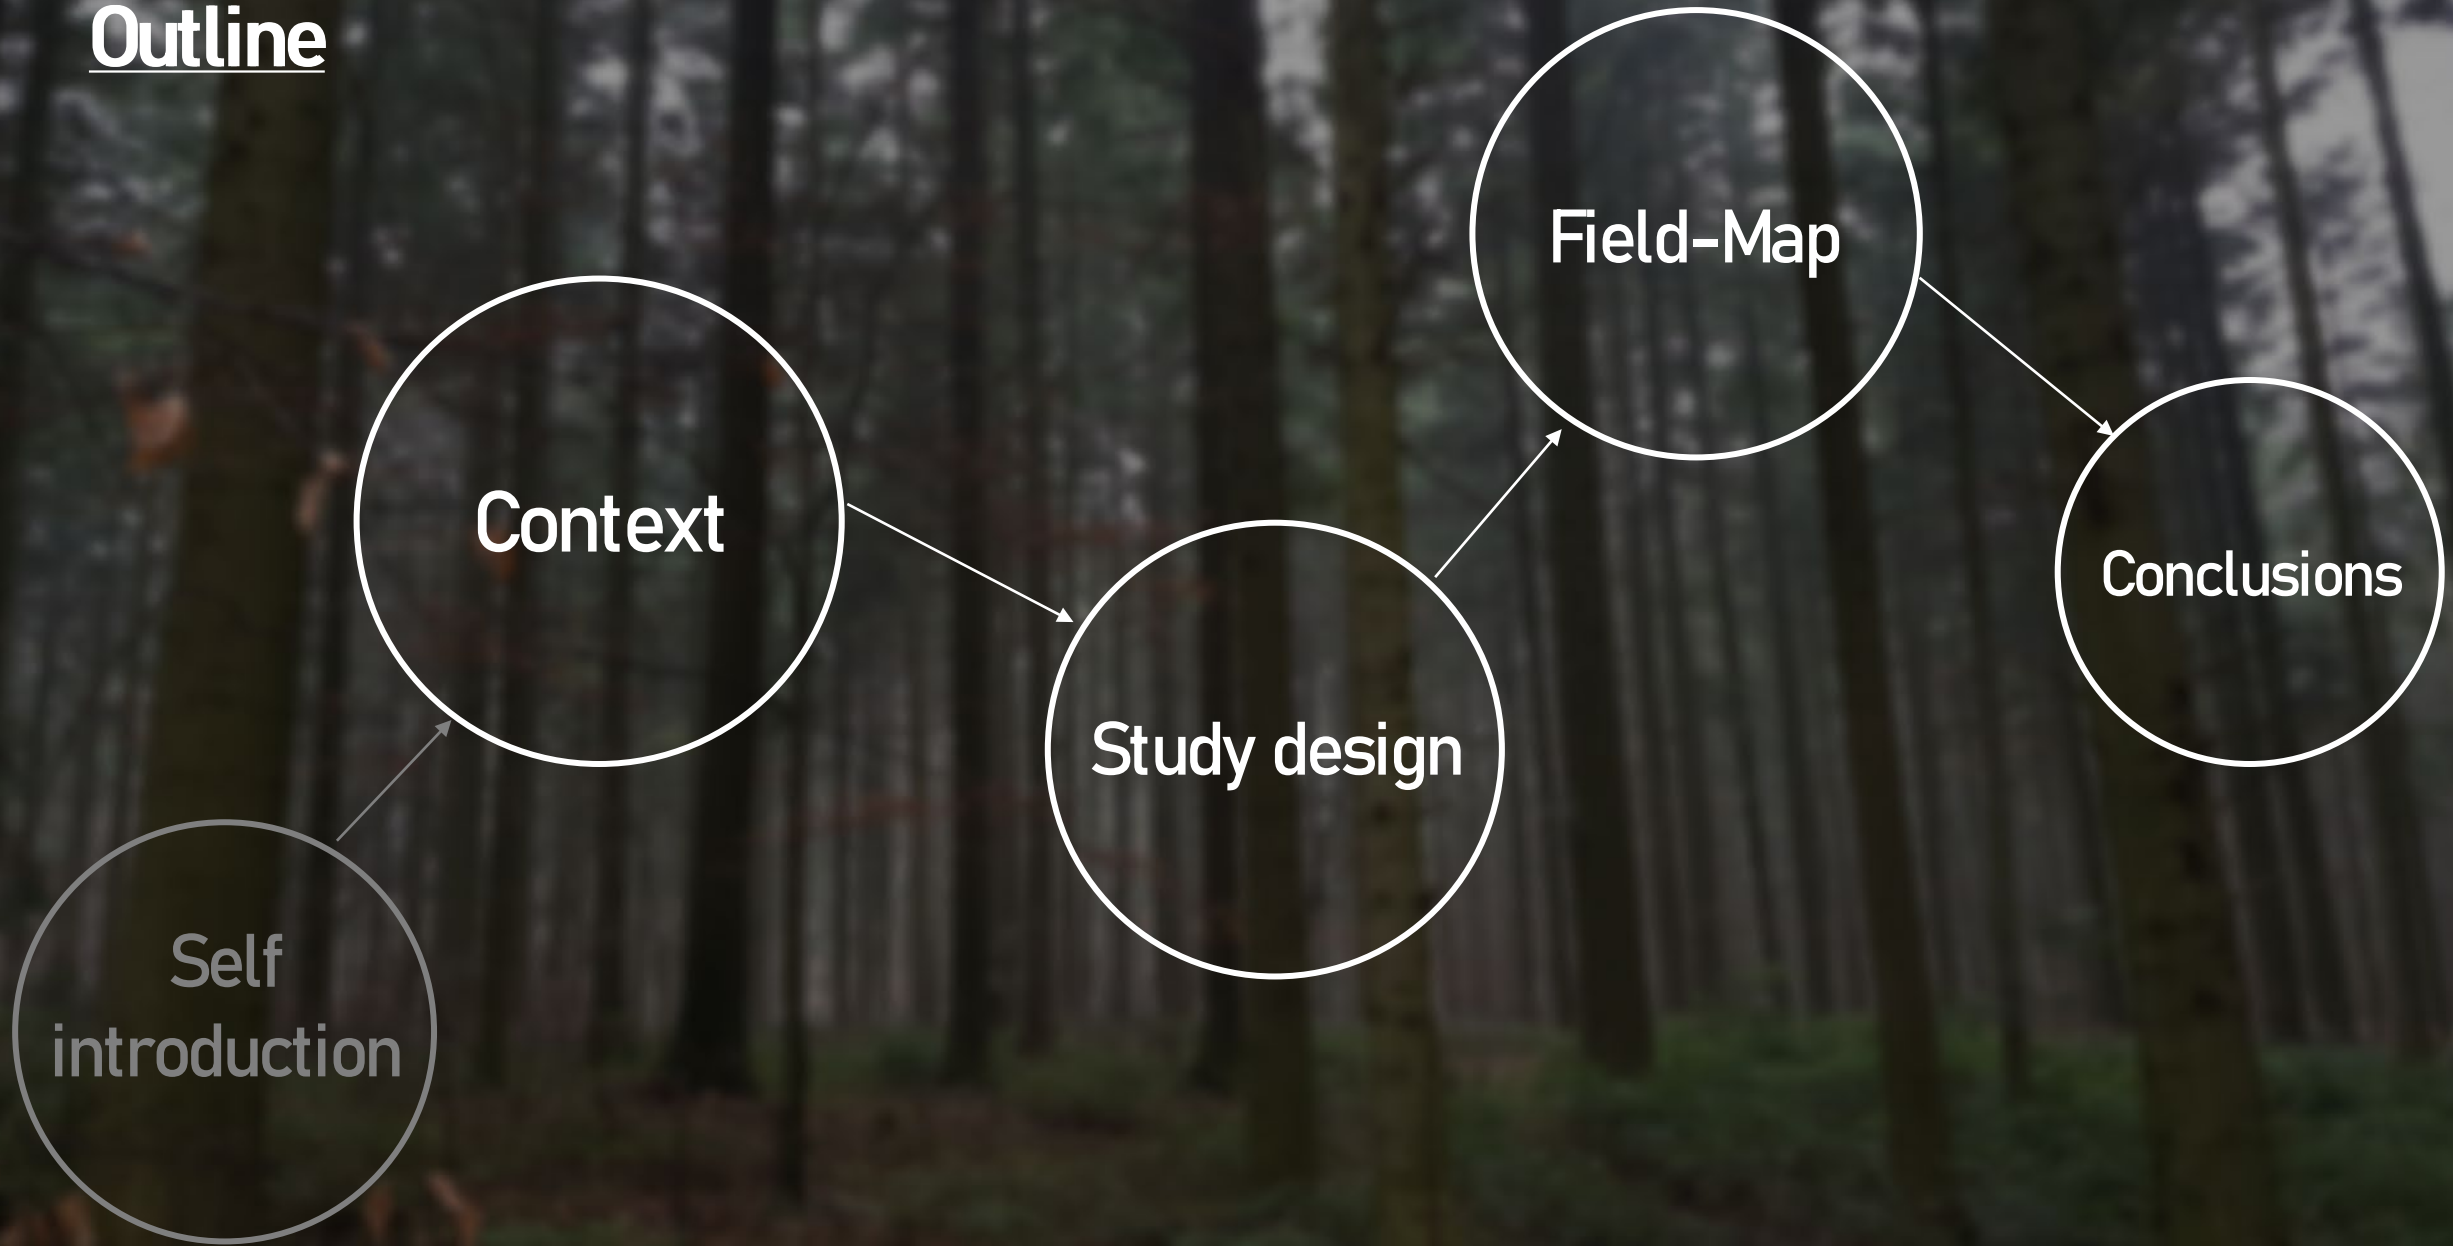 Outline
Self
introduction
Context
Study design
Field-Map
Conclusions